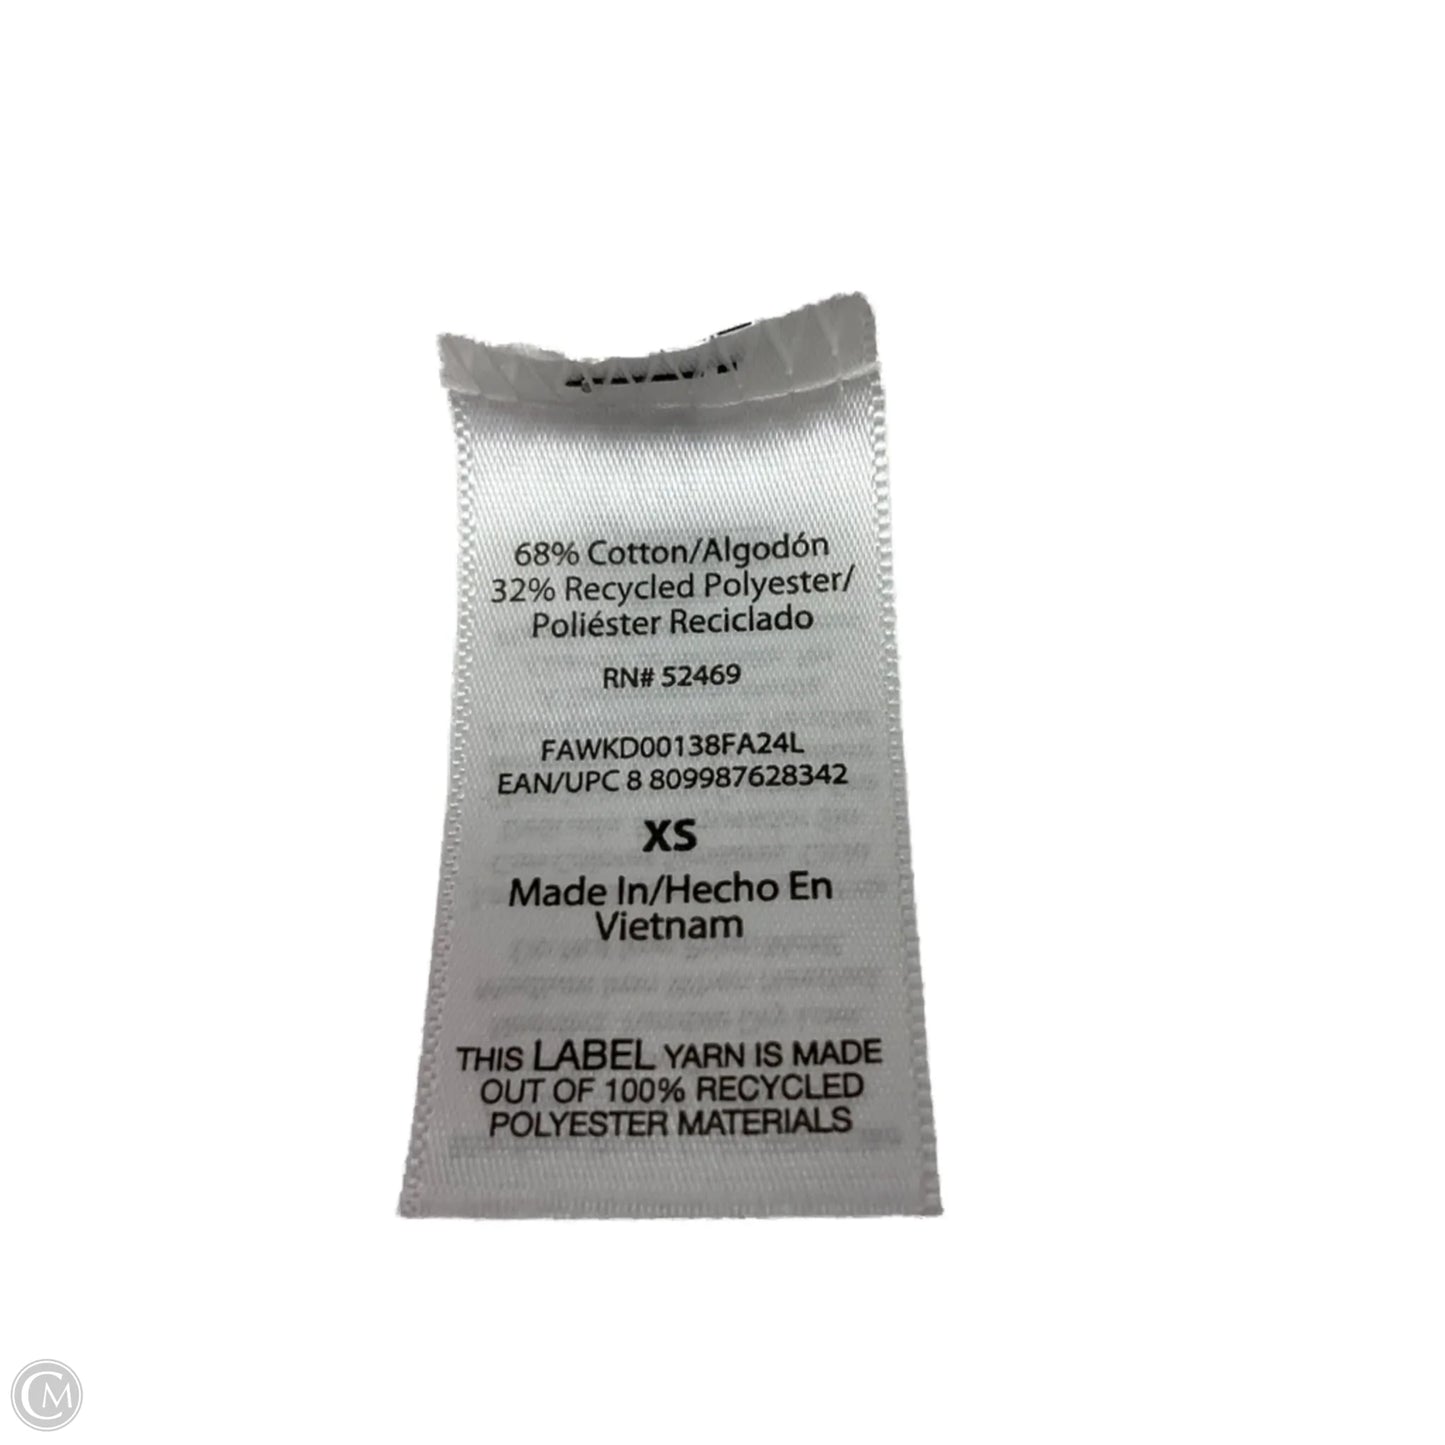 68% Cotton/Algodón
32% Recycled Polyester/
Poliéster Reciclado
RN# 52469
FAWKD00138FA24L
EAN/UPC 8 809987628342
XS
Made In/Hecho En
Vietnam
THIS LABEL YARN IS MADE
OUT OF 100% RECYCLED
POLYESTER MATERIALS
CM